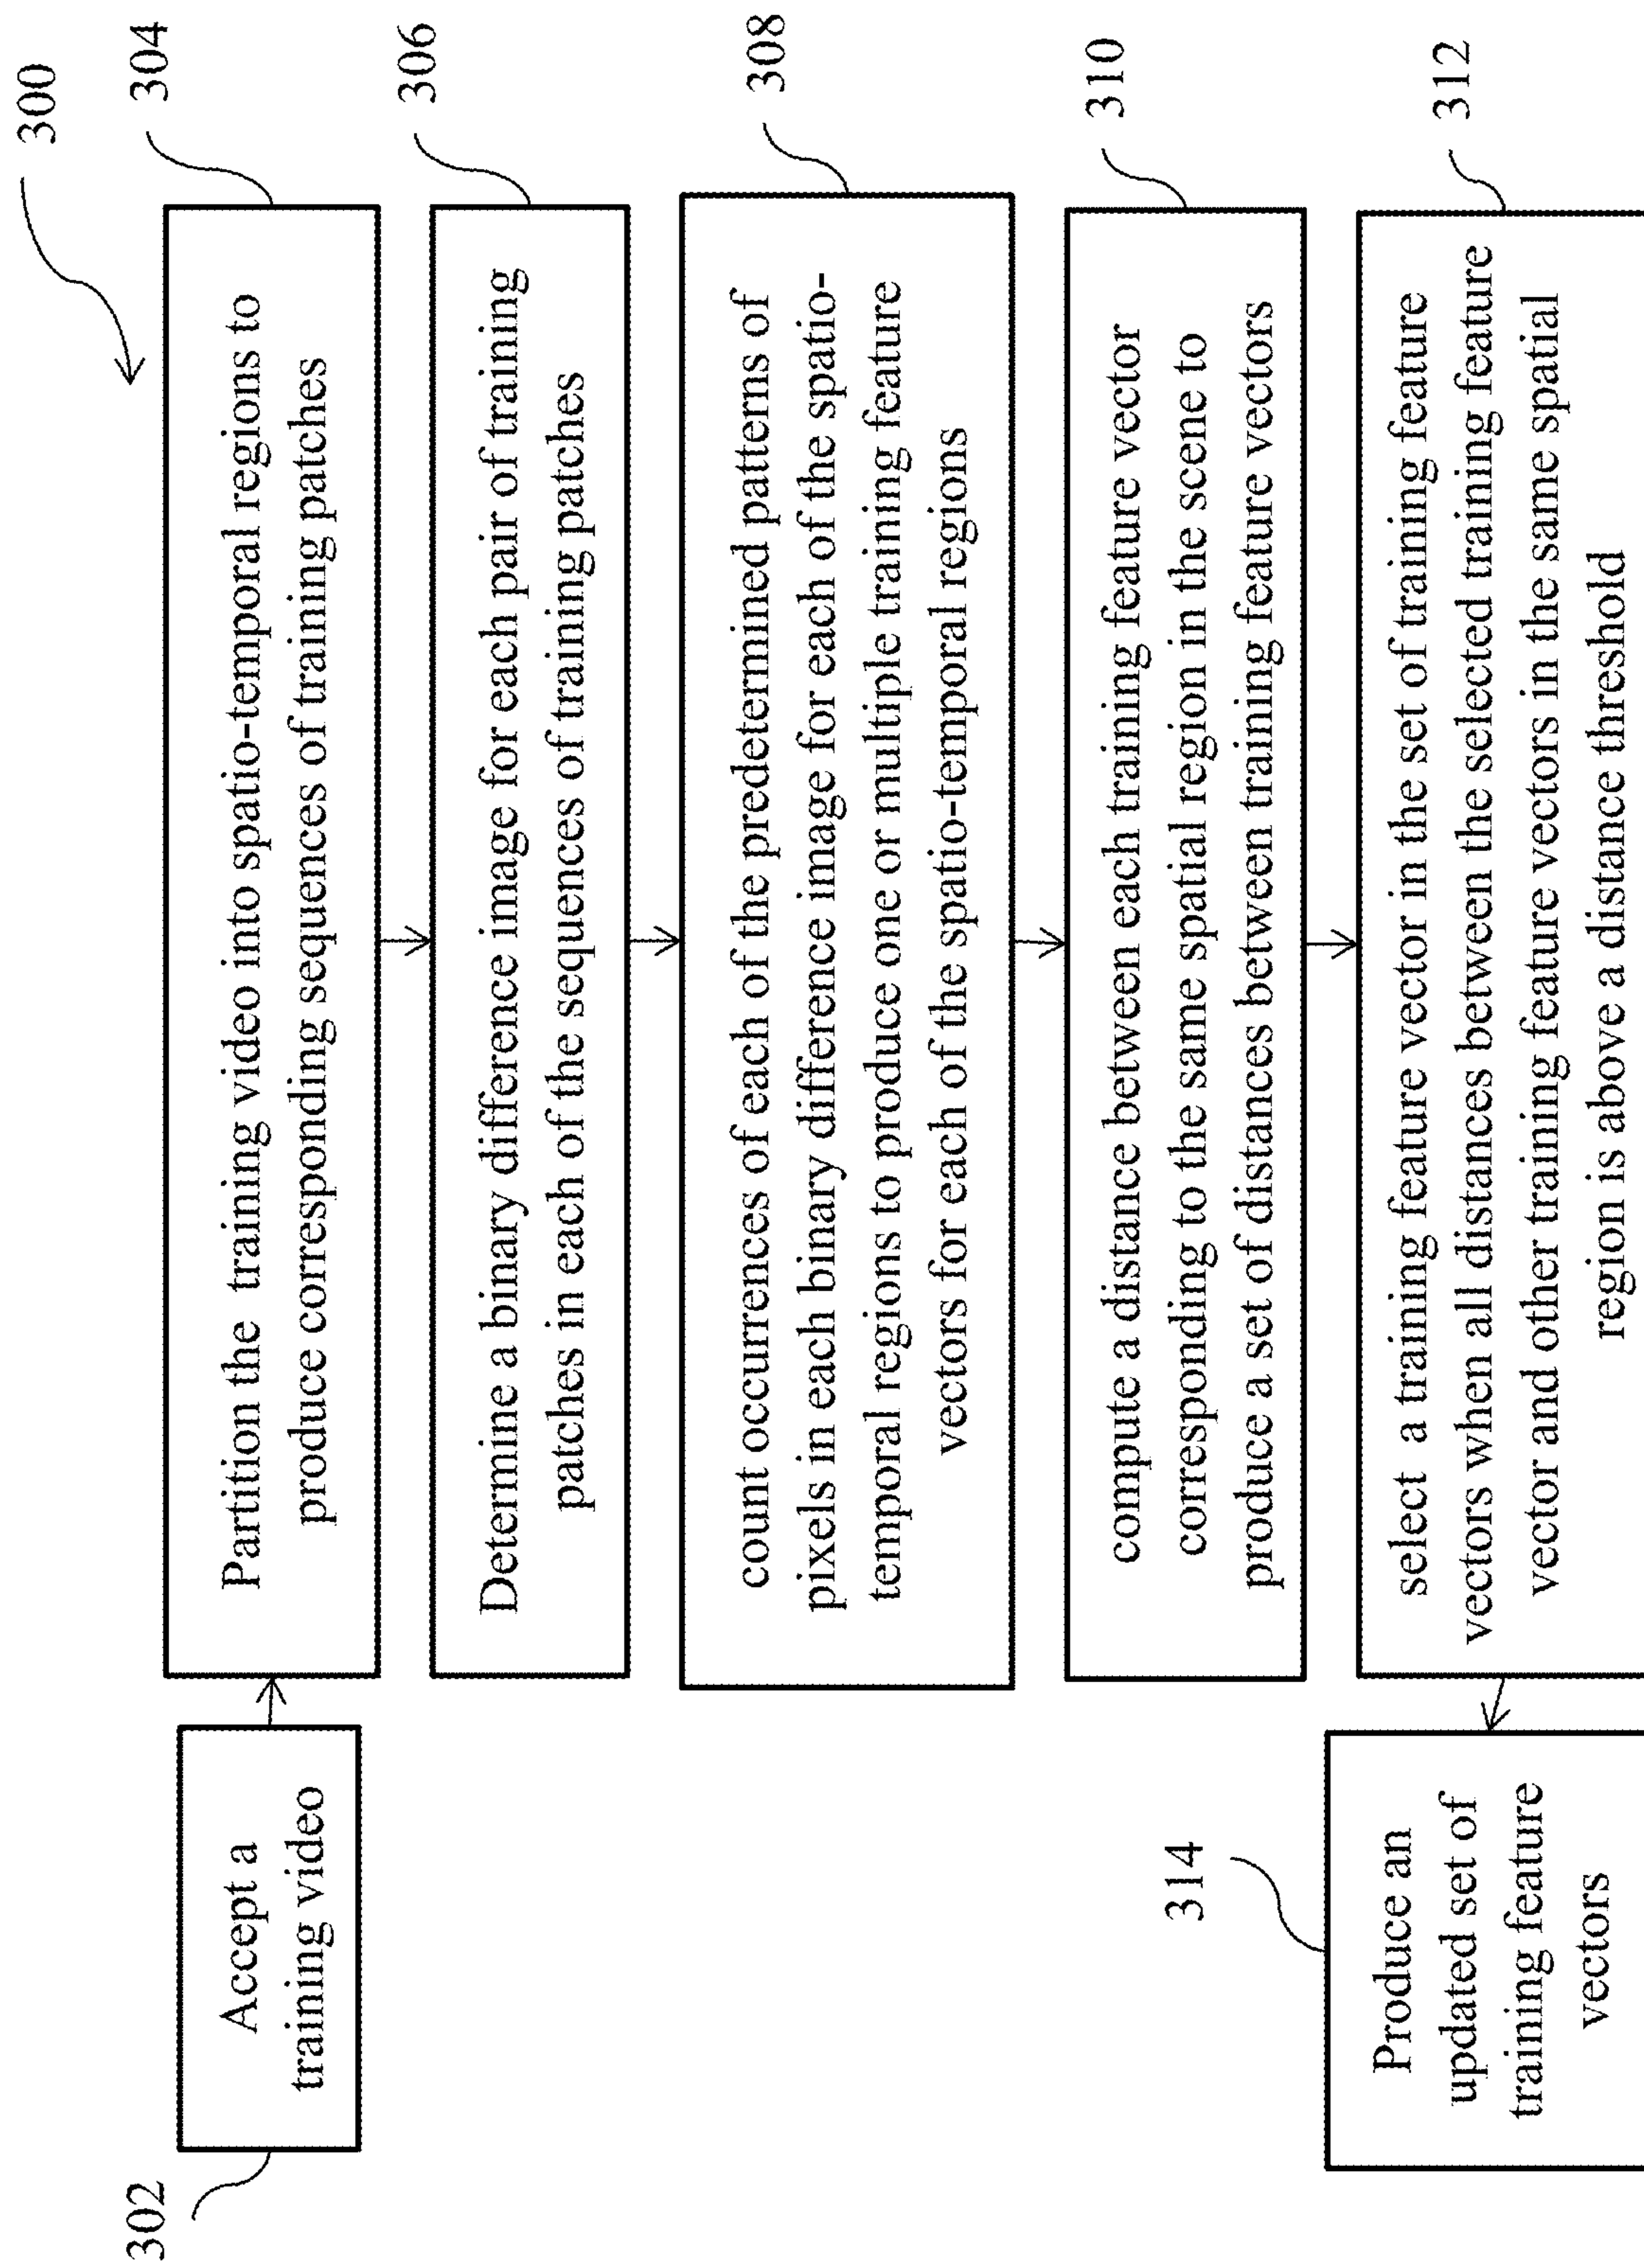 300
302
Accept a
training video
304
Partition the training video into spatio-temporal regions to
produce corresponding sequences of training patches
306
Determine a binary difference image for each pair of training
patches in each of the sequences of training patches
308
count occurrences of each of the predetermined patterns of
pixels in each binary difference image for each of the spatio-
temporal regions to produce one or multiple training feature
vectors for each of the spatio-temporal regions
310
compute a distance between each training feature vector
corresponding to the same spatial region in the scene to
produce a set of distances between training feature vectors
312
select a training feature vector in the set of training feature
vectors when all distances between the selected training feature
vector and other training feature vectors in the same spatial
region is above a distance threshold
314
Produce an
updated set of
training feature
vectors